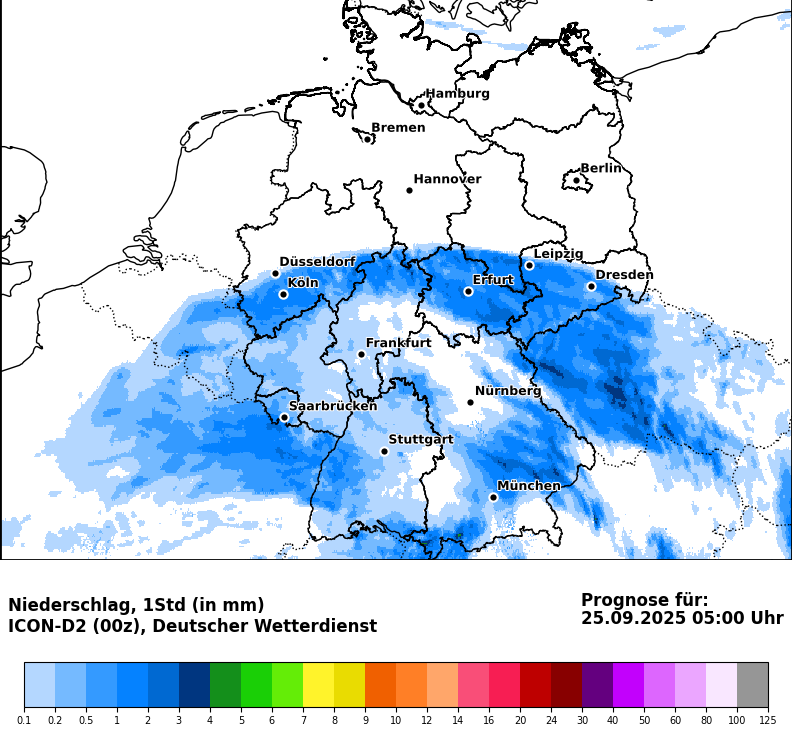 Hamburg
Bremen
Berlin
Hannover
Leipzig
Düsseldorf
Dresden
Köln
Erfurt
Frankfurt
Nürnberg
Saarbrücken
Stuttgart
München
Niederschlag, 1Std (in mm)
ICON-D2 (00z), Deutscher Wetterdienst
Prognose für:
25.09.2025 05:00 Uhr
0.1 0.2 0.5 1 2 3 4 5 6 7 8 9 10 12 14 16 20 24 30 40 50 60 80 100 125